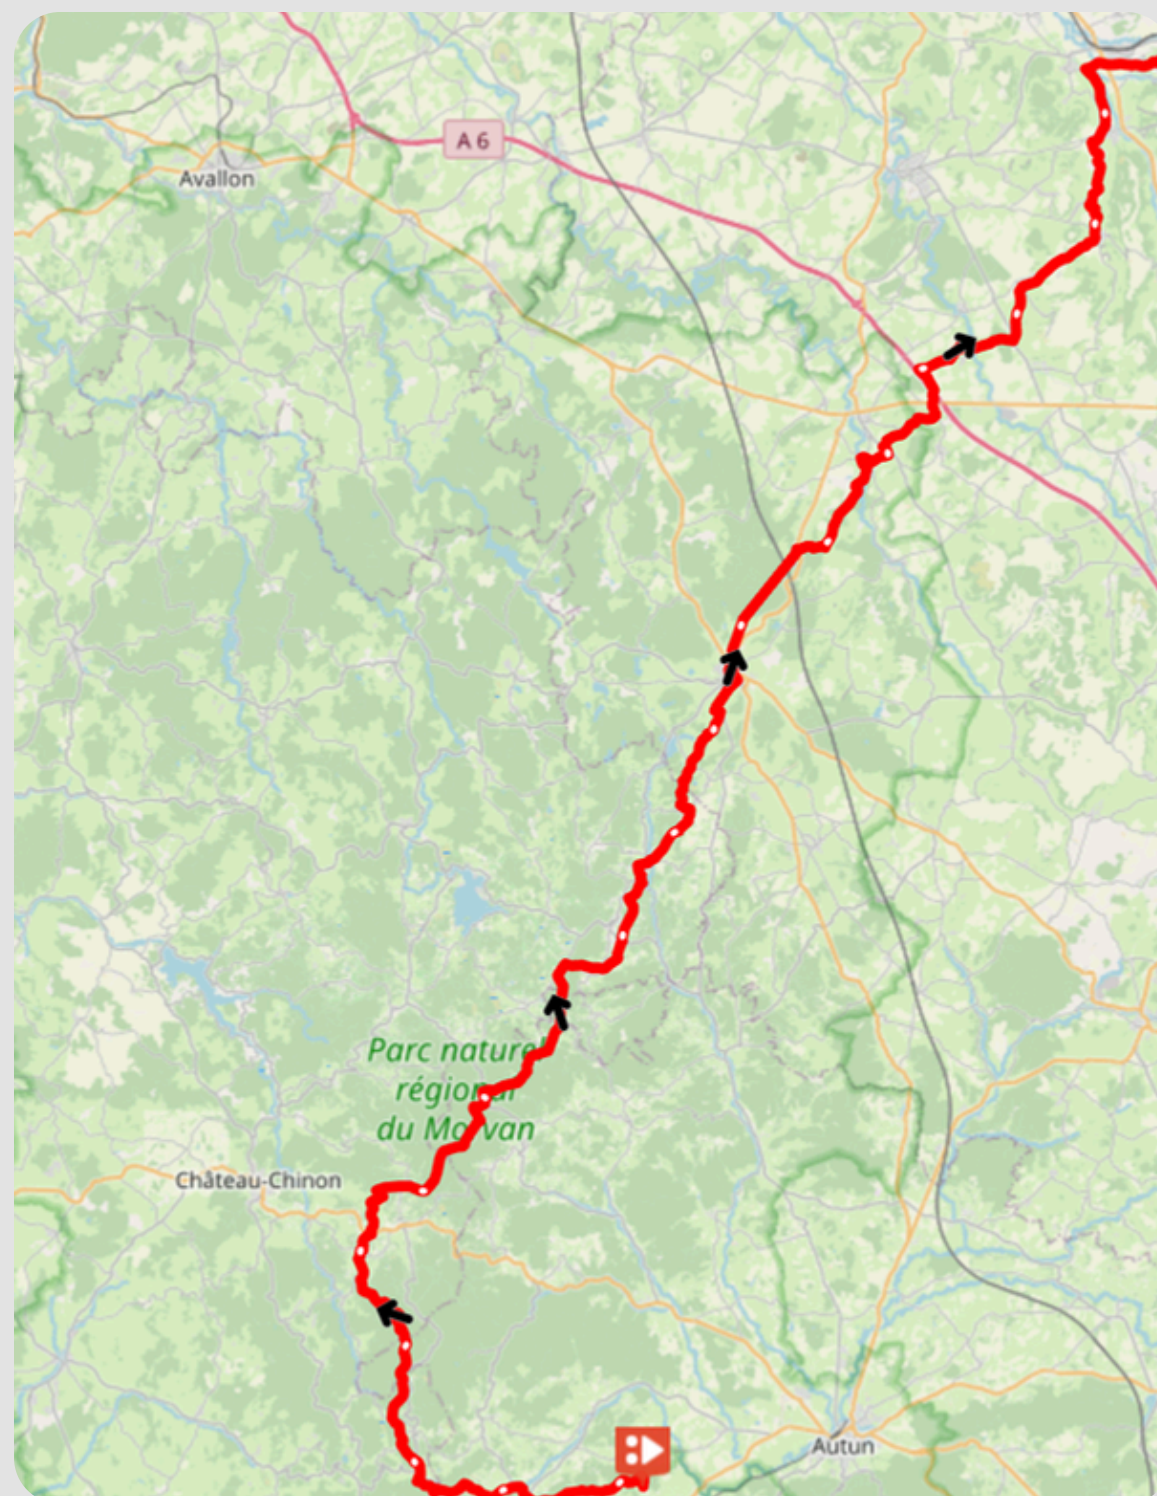 A 6
Avallon
Parc naturel
régional
du Morvan
Château-Chinon
Autun